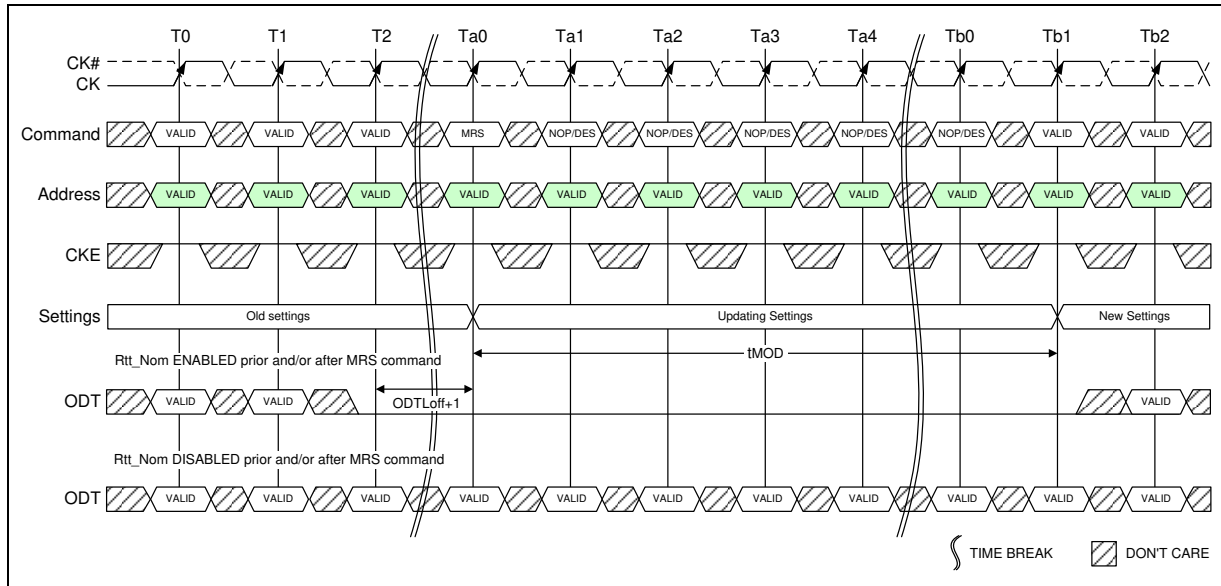 T0 T1 T2 Ta0 Ta1 Ta2 Ta3 Ta4 Tb0 Tb1 Tb2
CK#
CK
Command VALID VALID VALID MRS NOP/DES NOP/DES NOP/DES NOP/DES NOP/DES VALID VALID
Address VALID VALID VALID VALID VALID VALID VALID VALID VALID VALID VALID
CKE
Settings Old settings Updating Settings New Settings
Rtt_Nom ENABLED prior and/or after MRS command
tMOD
ODT VALID VALID ODTLoff+1 VALID
Rtt_Nom DISABLED prior and/or after MRS command
ODT VALID VALID VALID VALID VALID VALID VALID VALID VALID VALID VALID
TIME BREAK DON'T CARE